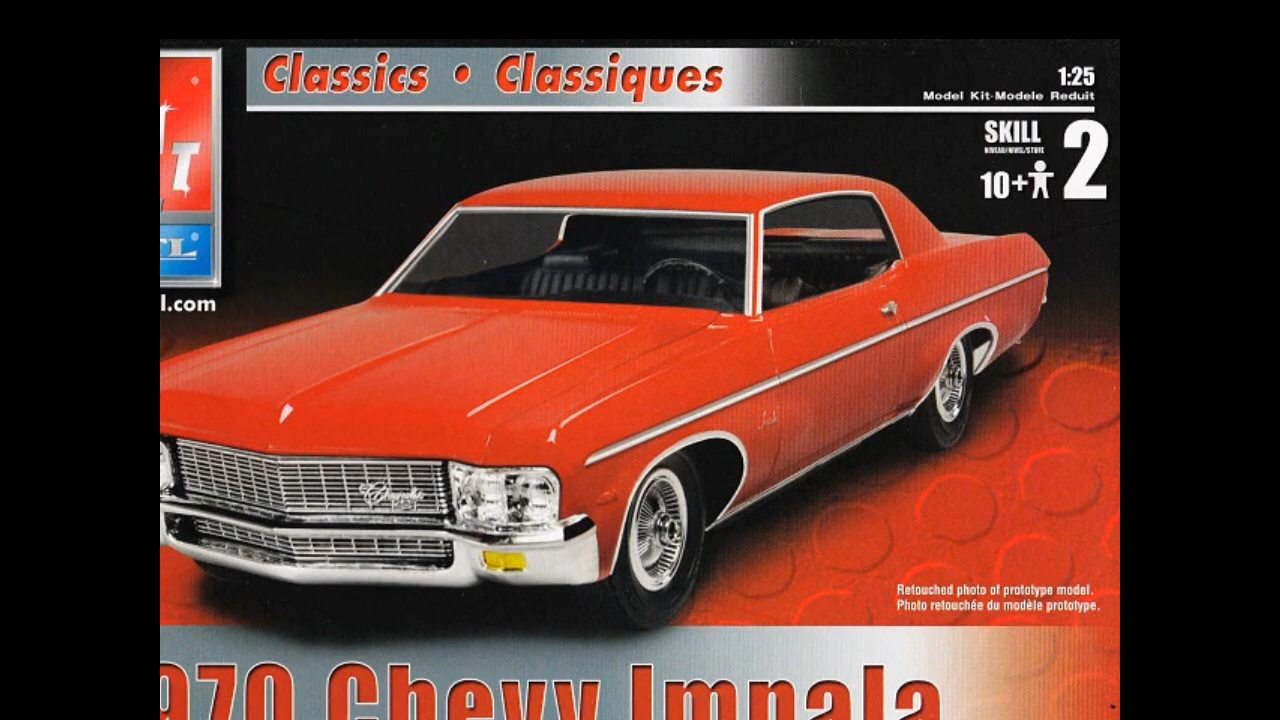 Classics • Classiques
1:25
Model Kit·Modele Reduit
SKILL 2
10+
l.com
Chevrolet
Retouched photo of prototype model.
Photo retouchée du modèle prototype.
970 Chevy Impala